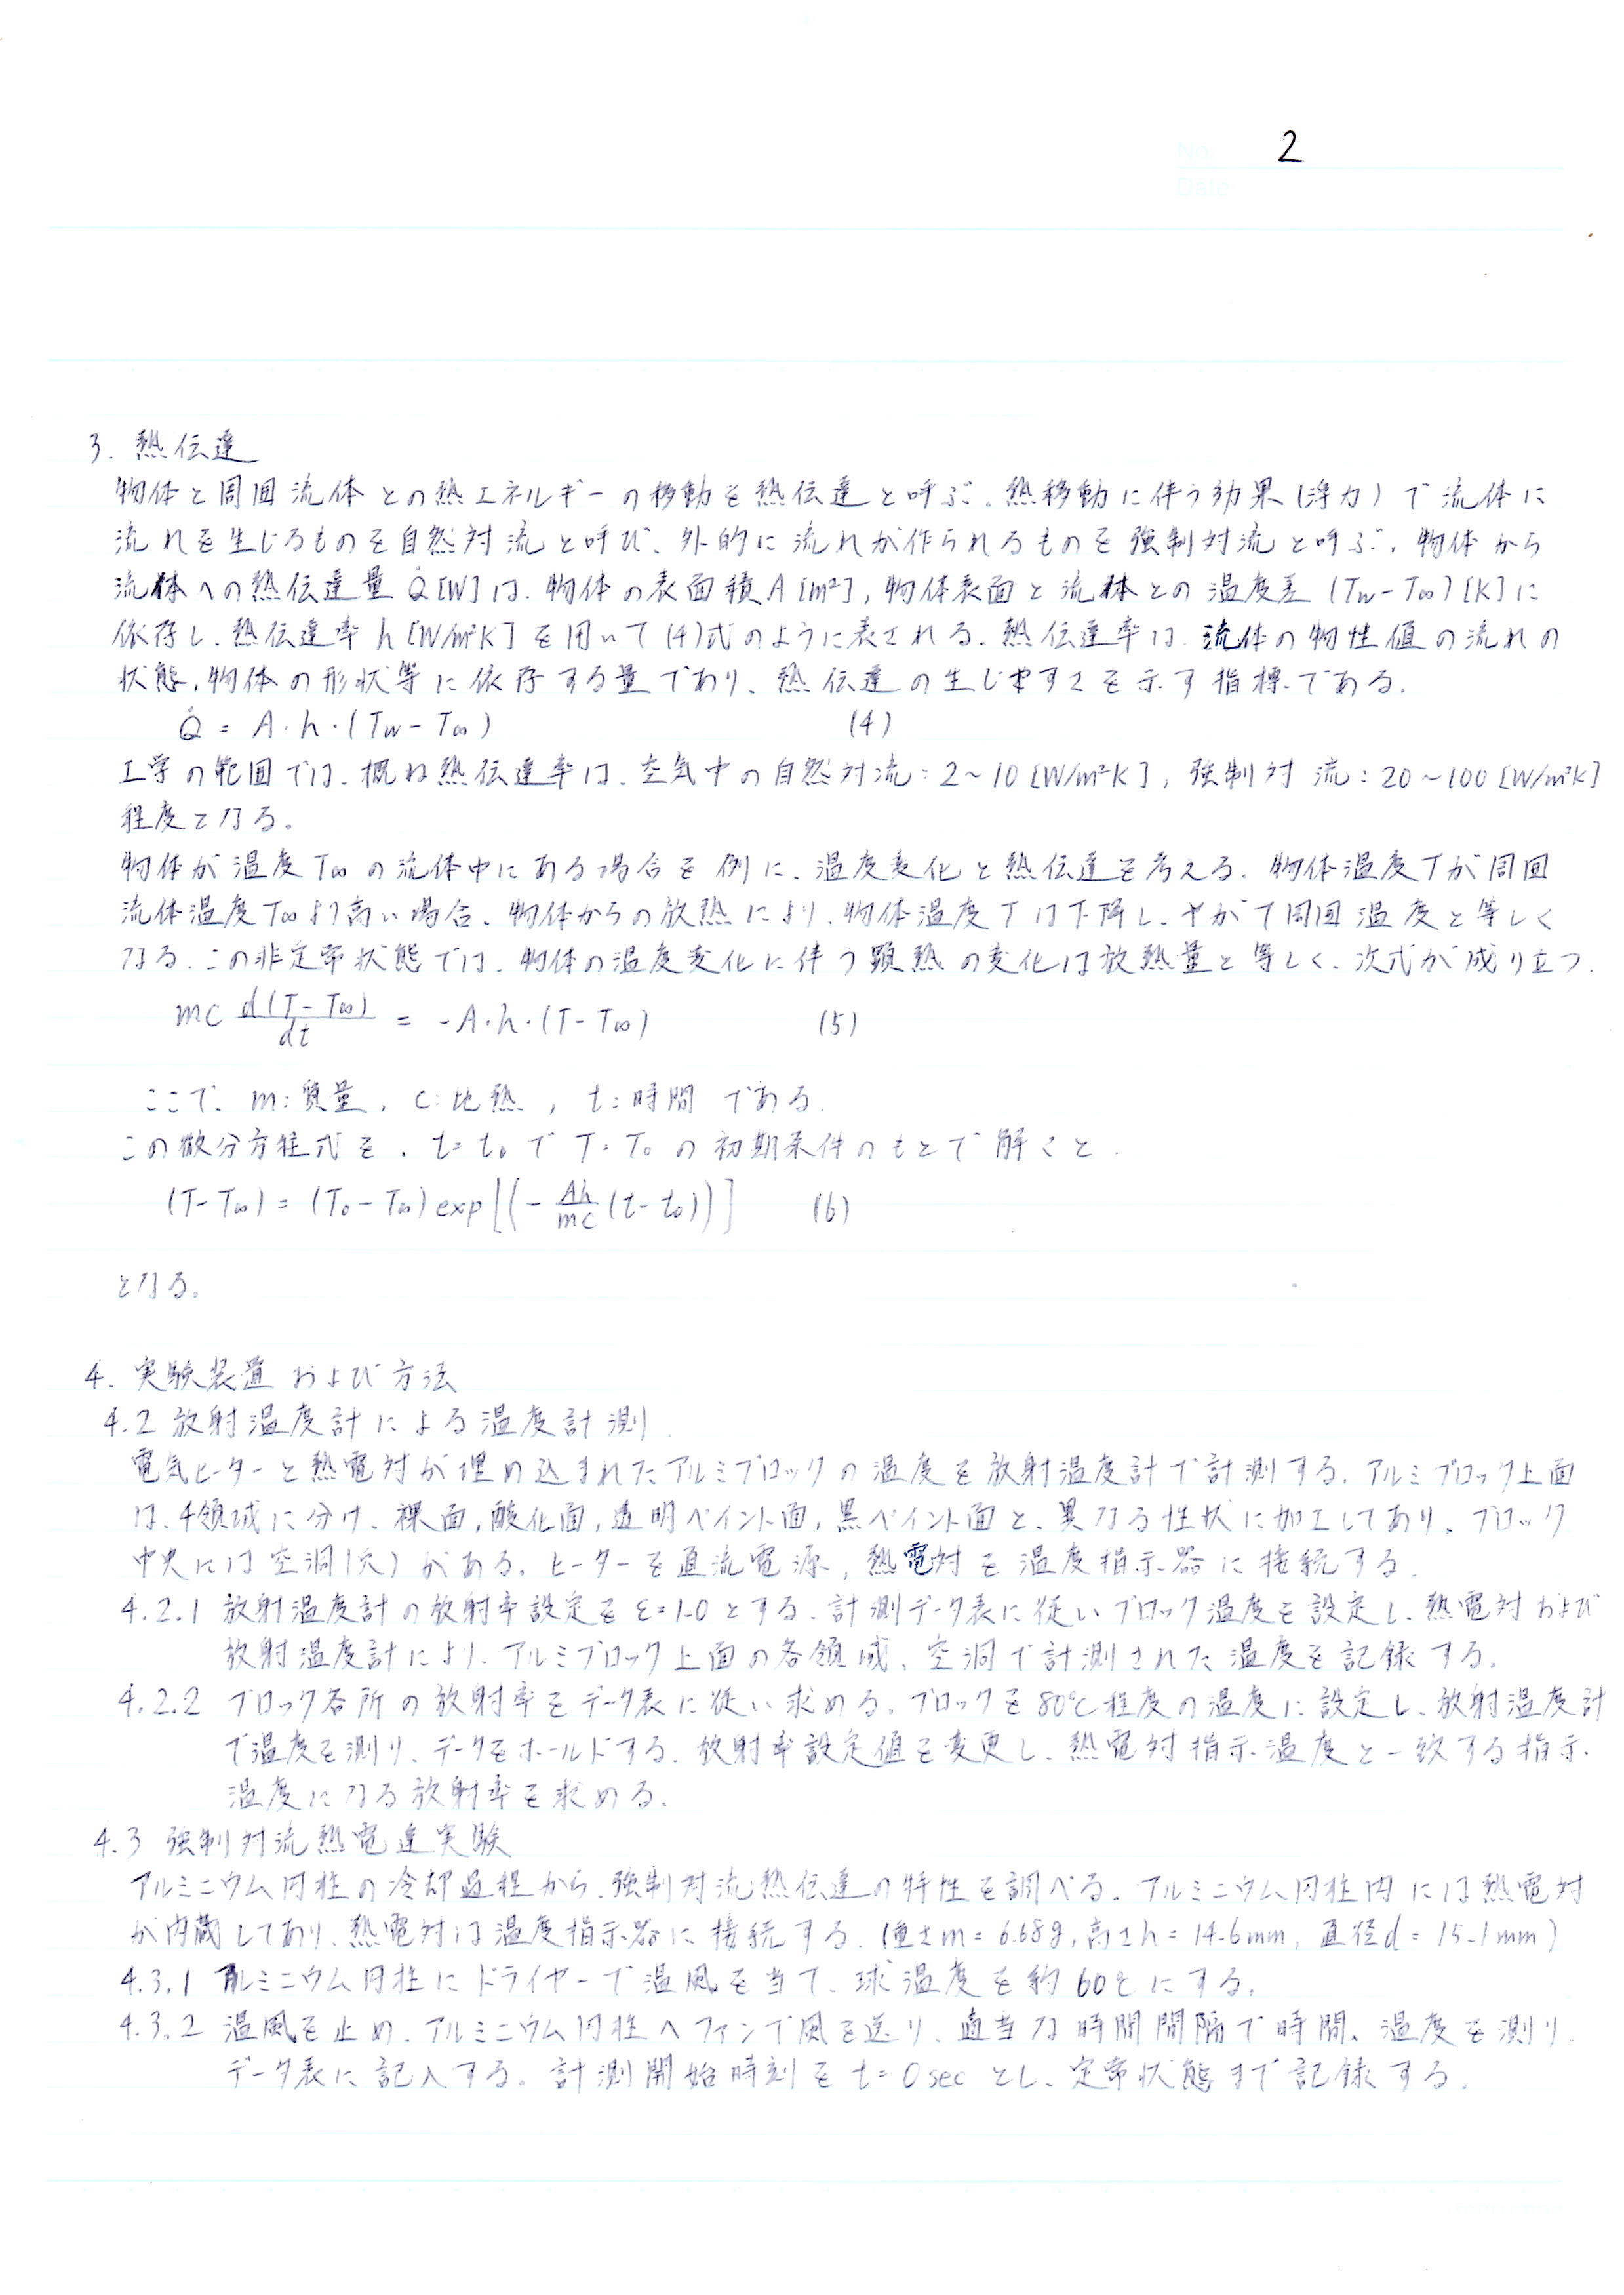 No. 2
Date
3. 熱伝達
物体と周囲流体との熱エネルギーの移動を熱伝達と呼ぶ。熱移動に伴う効果(浮力)で流体に
流れを生じるものを自然対流と呼び、外的に流れが作られるものを強制対流と呼ぶ。物体から
流体への熱伝達量 Q̇[W]は、物体の表面積A[m²], 物体表面と流体との温度差 (Tw-T∞)[K]に
依存し、熱伝達率 h[W/m²K]を用いて(4)式のように表される。熱伝達率は、流体の物性値の流れの
状態,物体の形状等に依存する量であり、熱伝達の生じやすさを示す指標である。
Q̇ = A・h・(Tw-T∞) (4)
工学の範囲では、概ね熱伝達率は、空気中の自然対流:2~10[W/m²K], 強制対流:20~100[W/m²K]
程度となる。
物体が温度T∞の流体中にある場合を例に、温度変化と熱伝達を考える。物体温度Tが周囲
流体温度T∞より高い場合、物体からの放熱により、物体温度Tは下降し、やがて周囲温度と等しく
なる。この非定常状態では、物体の温度変化に伴う顕熱の変化は放熱量と等しく、次式が成り立つ.
mc d(T-T∞)/dt = -A・h・(T-T∞) (5)
ここで、m:質量, c:比熱, t:時間 である.
この微分方程式を、t=t₀でT=T₀の初期条件のもとで解くと.
(T-T∞) = (T₀-T∞)exp[(-Ah/mc(t-t₀))] (6)
となる。
4. 実験装置および方法
4.2 放射温度計による温度計測
電気ヒーターと熱電対が埋め込まれたアルミブロックの温度を放射温度計で計測する。アルミブロック上面
は、4領域に分け、裸面,酸化面,透明ペイント面,黒ペイント面と、異なる性状に加工してあり、ブロック
中央には空洞(穴)がある。ヒーターを直流電源,熱電対を温度指示器に接続する.
4.2.1 放射温度計の放射率設定をε=1.0とする。計測データ表に従いブロック温度を設定し、熱電対および
放射温度計により、アルミブロック上面の各領域、空洞で計測された温度を記録する。
4.2.2 ブロック各所の放射率をデータ表に従い求める。ブロックを80℃程度の温度に設定し、放射温度計
で温度を測り、データをホールドする。放射率設定値を変更し、熱電対指示温度と一致する指示
温度になる放射率を求める。
4.3 強制対流熱電達実験
アルミニウム円柱の冷却過程から、強制対流熱伝達の特性を調べる。アルミニウム円柱内には熱電対
が内蔵してあり、熱電対は温度指示器に接続する。(重さm=6.68g,高さh=14.6mm, 直径d=15.1mm)
4.3.1 アルミニウム円柱にドライヤーで温風を当て、球温度を約60℃にする。
4.3.2 温風を止め、アルミニウム円柱へファンで風を送り、適当な時間間隔で時間、温度を測り、
データ表に記入する。計測開始時刻をt=0secとし、定常状態まで記録する。